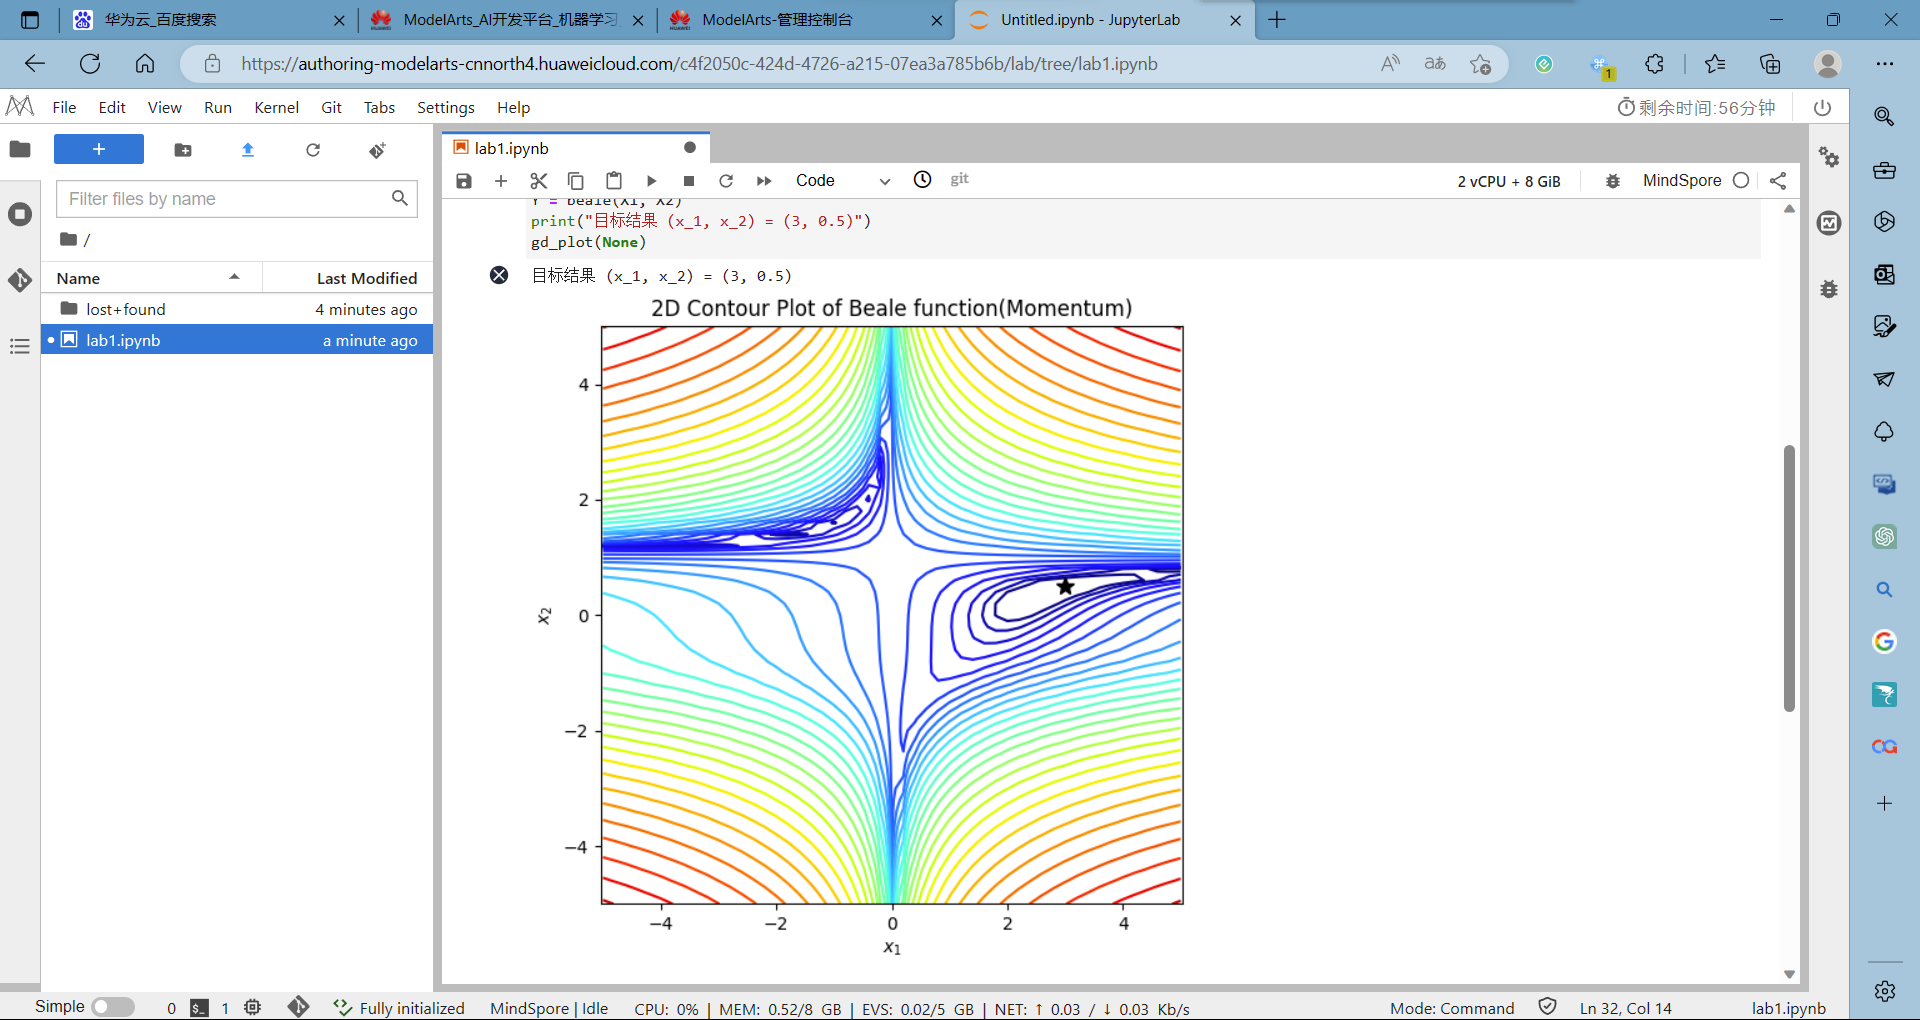 华为云_百度搜索
ModelArts_AI开发平台_机器学习
ModelArts-管理控制台
Untitled.ipynb - JupyterLab
https://authoring-modelarts-cnnorth4.huaweicloud.com/c4f2050c-424d-4726-a215-07ea3a785b6b/lab/tree/lab1.ipynb
File Edit View Run Kernel Git Tabs Settings Help
剩余时间:56分钟
lab1.ipynb
Code
git
2 vCPU + 8 GiB
MindSpore
Filter files by name
/
Name Last Modified
lost+found 4 minutes ago
lab1.ipynb a minute ago
Y = beale(X1, X2)
print("目标结果 (x_1, x_2) = (3, 0.5)")
gd_plot(None)
目标结果 (x_1, x_2) = (3, 0.5)
2D Contour Plot of Beale function(Momentum)
4
2
0
−2
−4
x2
−4 −2 0 2 4
x1
Simple 0 1 Fully initialized MindSpore | Idle CPU: 0% | MEM: 0.52/8 GB | EVS: 0.02/5 GB | NET: ↑ 0.03 / ↓ 0.03 Kb/s Mode: Command Ln 32, Col 14 lab1.ipynb